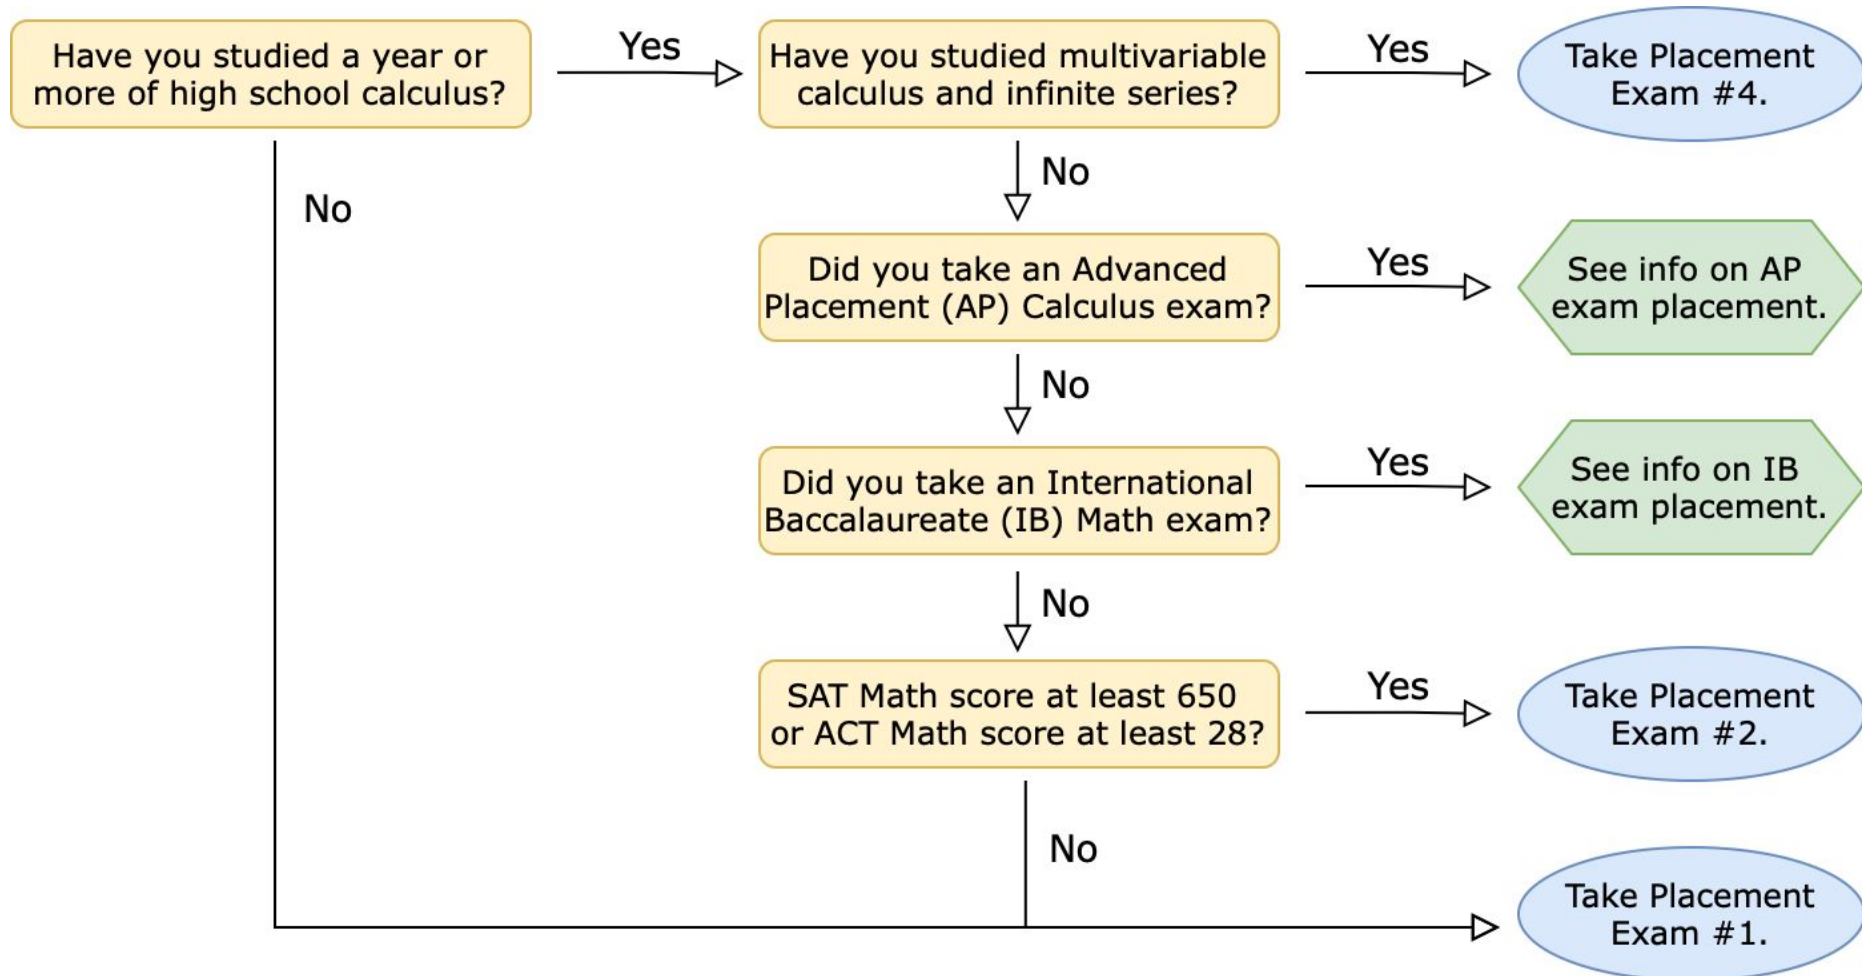 Have you studied a year or
more of high school calculus?
Yes
Have you studied multivariable
calculus and infinite series?
Yes
Take Placement
Exam #4.
No
No
Did you take an Advanced
Placement (AP) Calculus exam?
Yes
See info on AP
exam placement.
No
Did you take an International
Baccalaureate (IB) Math exam?
Yes
See info on IB
exam placement.
No
SAT Math score at least 650
or ACT Math score at least 28?
Yes
Take Placement
Exam #2.
No
Take Placement
Exam #1.